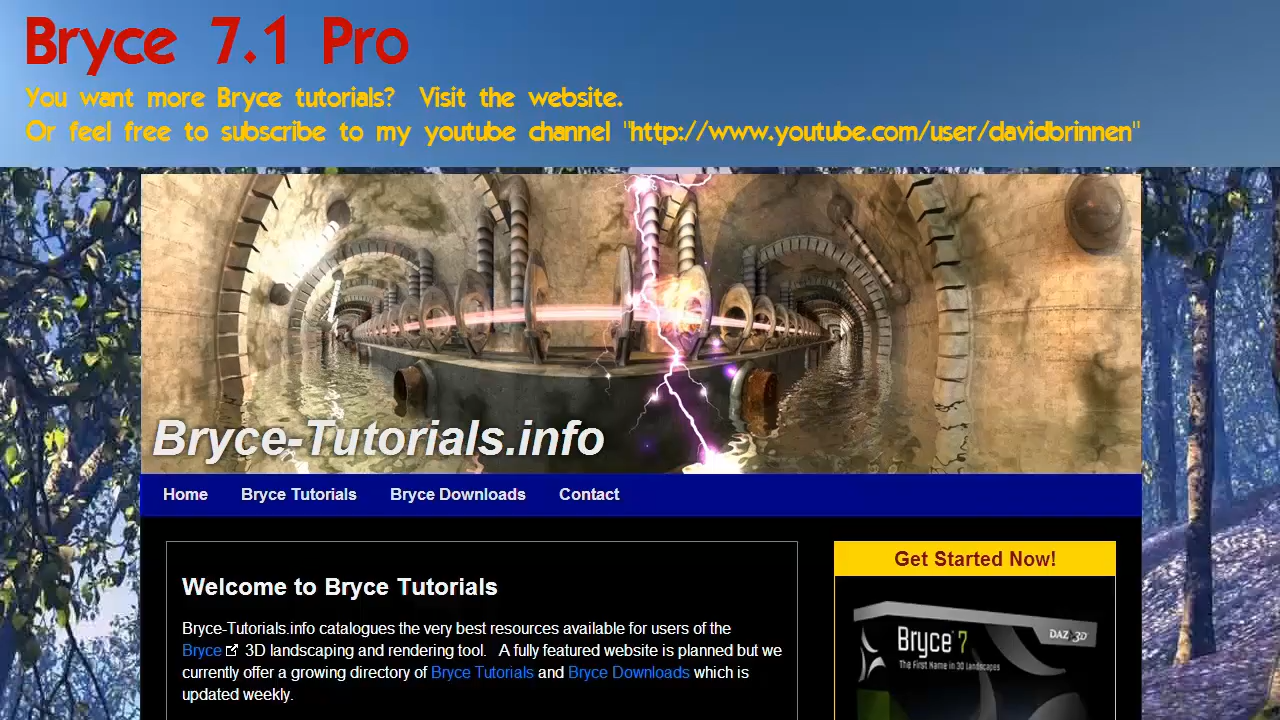 Bryce 7.1 Pro
You want more Bryce tutorials? Visit the website.
Or feel free to subscribe to my youtube channel "http://www.youtube.com/user/davidbrinnen"
Bryce-Tutorials.info
Home Bryce Tutorials Bryce Downloads Contact
Get Started Now!
Welcome to Bryce Tutorials
Bryce-Tutorials.info catalogues the very best resources available for users of the
Bryce 3D landscaping and rendering tool. A fully featured website is planned but we
currently offer a growing directory of Bryce Tutorials and Bryce Downloads which is
updated weekly.
DAZ 3D
Bryce 7
The First Name in 3D landscapes